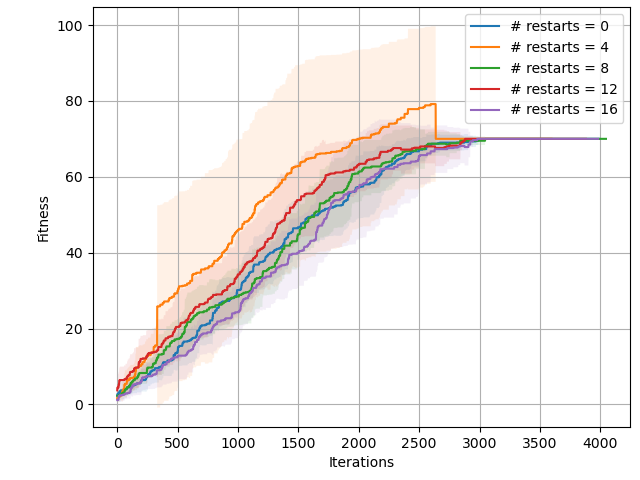 100
80
60
40
20
0
Fitness
# restarts = 0
# restarts = 4
# restarts = 8
# restarts = 12
# restarts = 16
0 500 1000 1500 2000 2500 3000 3500 4000
Iterations